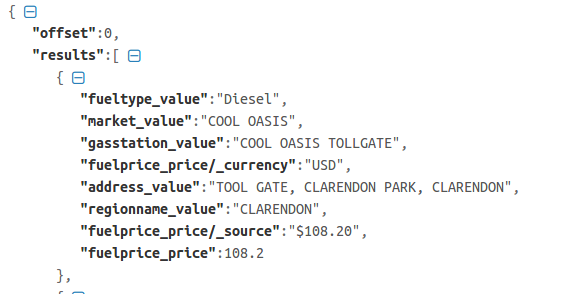 {
"offset":0,
"results":[
{
"fueltype_value":"Diesel",
"market_value":"COOL OASIS",
"gasstation_value":"COOL OASIS TOLLGATE",
"fuelprice_price/_currency":"USD",
"address_value":"TOOL GATE, CLARENDON PARK, CLARENDON",
"regionname_value":"CLARENDON",
"fuelprice_price/_source":"$108.20",
"fuelprice_price":108.2
},
{